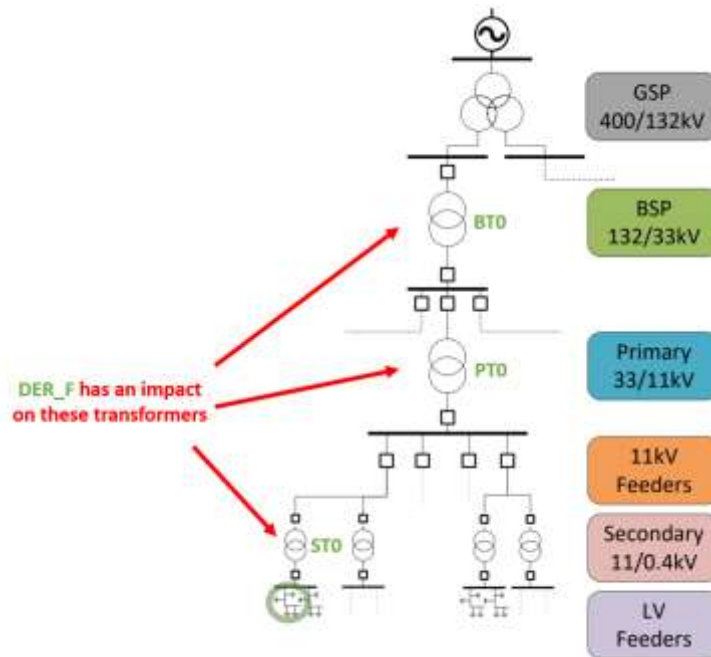 GSP
400/132kV
BT0
BSP
132/33kV
DER_F has an impact
on these transformers
PT0
Primary
33/11kV
11kV
Feeders
ST0
Secondary
11/0.4kV
LV
Feeders